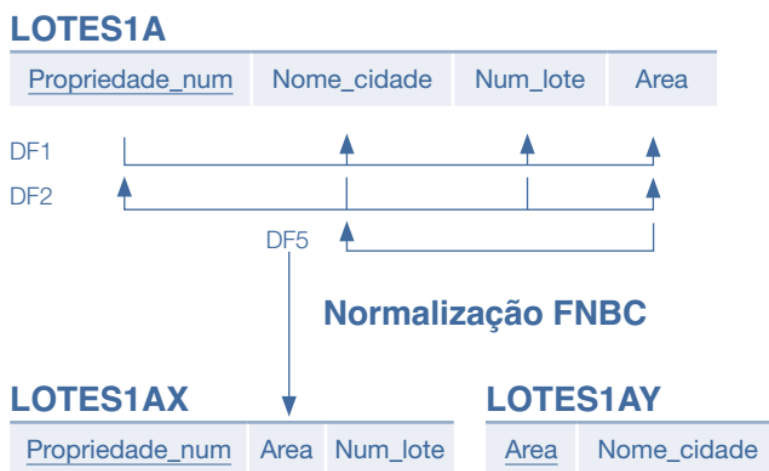 LOTES1A
Propriedade_num Nome_cidade Num_lote Area
DF1
DF2
DF5
Normalização FNBC
LOTES1AX LOTES1AY
Propriedade_num Area Num_lote Area Nome_cidade